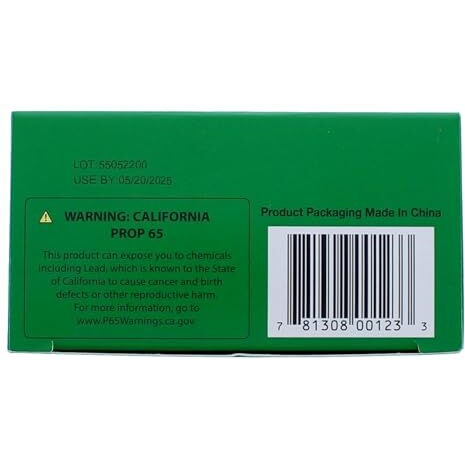 LOT:55052200
USE BY:05/20/2025
WARNING: CALIFORNIA
PROP 65
This product can expose you to chemicals
including Lead, which is known to the State
of California to cause cancer and birth
defects or other reproductive harm.
For more information, go to
www.P65Warnings.ca.gov
Product Packaging Made In China
7 81308 00123 3